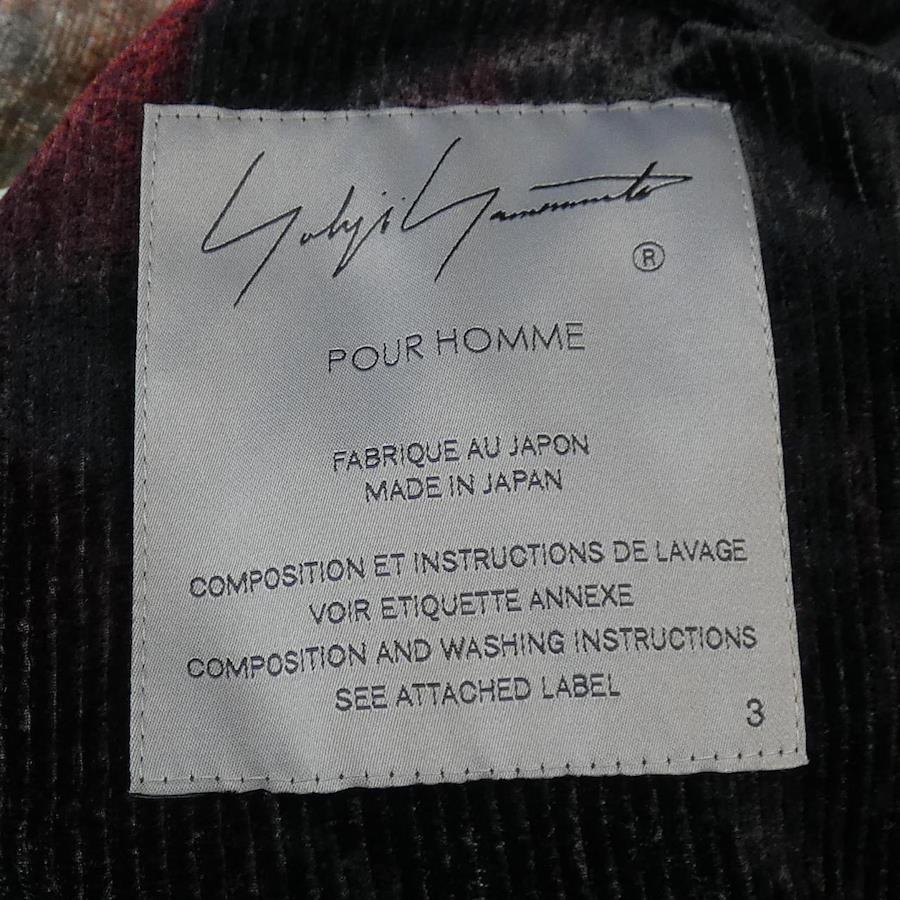 Yohji Yamamoto
®
POUR HOMME
FABRIQUE AU JAPON
MADE IN JAPAN
COMPOSITION ET INSTRUCTIONS DE LAVAGE
VOIR ETIQUETTE ANNEXE
COMPOSITION AND WASHING INSTRUCTIONS
SEE ATTACHED LABEL
3